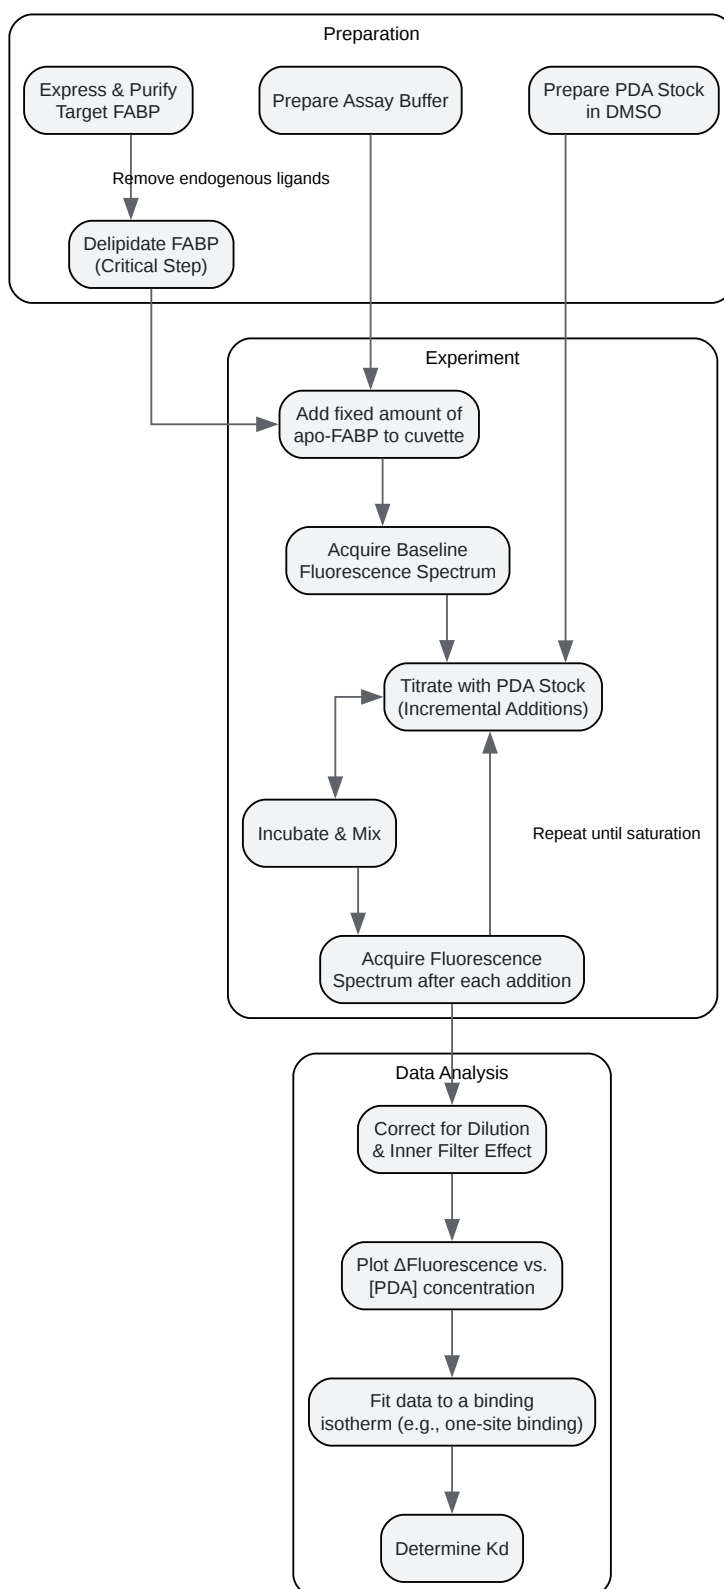 Preparation
Express & Purify
Target FABP
Prepare Assay Buffer
Prepare PDA Stock
in DMSO
Remove endogenous ligands
Delipidate FABP
(Critical Step)
Experiment
Add fixed amount of
apo-FABP to cuvette
Acquire Baseline
Fluorescence Spectrum
Titrate with PDA Stock
(Incremental Additions)
Incubate & Mix
Repeat until saturation
Acquire Fluorescence
Spectrum after each addition
Data Analysis
Correct for Dilution
& Inner Filter Effect
Plot ΔFluorescence vs.
[PDA] concentration
Fit data to a binding
isotherm (e.g., one-site binding)
Determine Kd